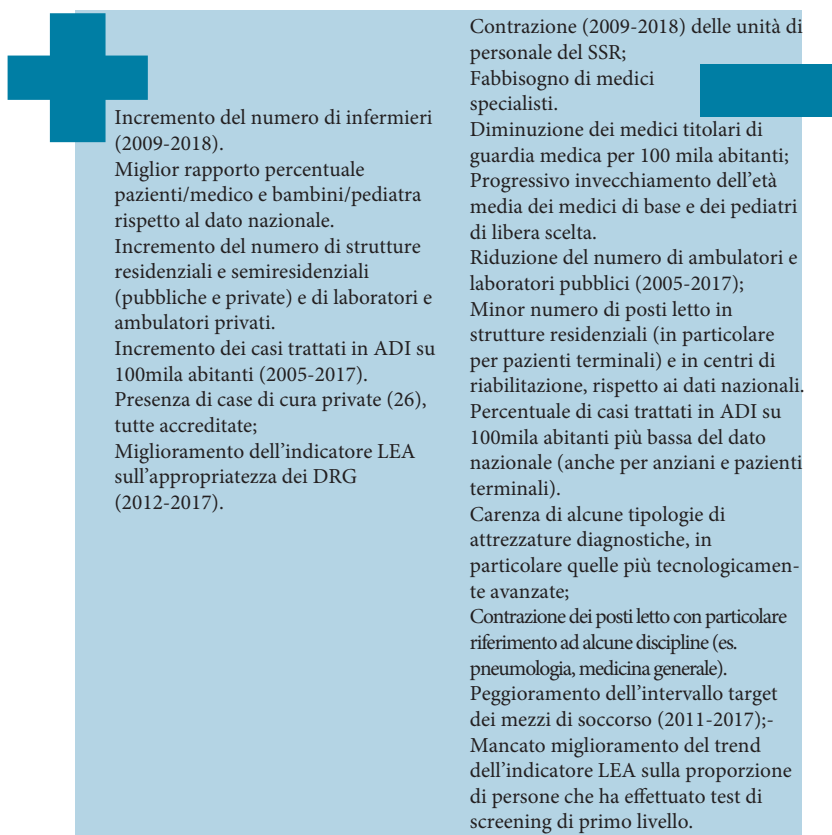 Incremento del numero di infermieri
(2009-2018).
Miglior rapporto percentuale
pazienti/medico e bambini/pediatra
rispetto al dato nazionale.
Incremento del numero di strutture
residenziali e semiresidenziali
(pubbliche e private) e di laboratori e
ambulatori privati.
Incremento dei casi trattati in ADI su
100mila abitanti (2005-2017).
Presenza di case di cura private (26),
tutte accreditate;
Miglioramento dell'indicatore LEA
sull'appropriatezza dei DRG
(2012-2017).
Contrazione (2009-2018) delle unità di
personale del SSR;
Fabbisogno di medici
specialisti.
Diminuzione dei medici titolari di
guardia medica per 100 mila abitanti;
Progressivo invecchiamento dell'età
media dei medici di base e dei pediatri
di libera scelta.
Riduzione del numero di ambulatori e
laboratori pubblici (2005-2017);
Minor numero di posti letto in
strutture residenziali (in particolare
per pazienti terminali) e in centri di
riabilitazione, rispetto ai dati nazionali.
Percentuale di casi trattati in ADI su
100mila abitanti più bassa del dato
nazionale (anche per anziani e pazienti
terminali).
Carenza di alcune tipologie di
attrezzature diagnostiche, in
particolare quelle più tecnologicamen-
te avanzate;
Contrazione dei posti letto con particolare
riferimento ad alcune discipline (es.
pneumologia, medicina generale).
Peggioramento dell'intervallo target
dei mezzi di soccorso (2011-2017);-
Mancato miglioramento del trend
dell'indicatore LEA sulla proporzione
di persone che ha effettuato test di
screening di primo livello.